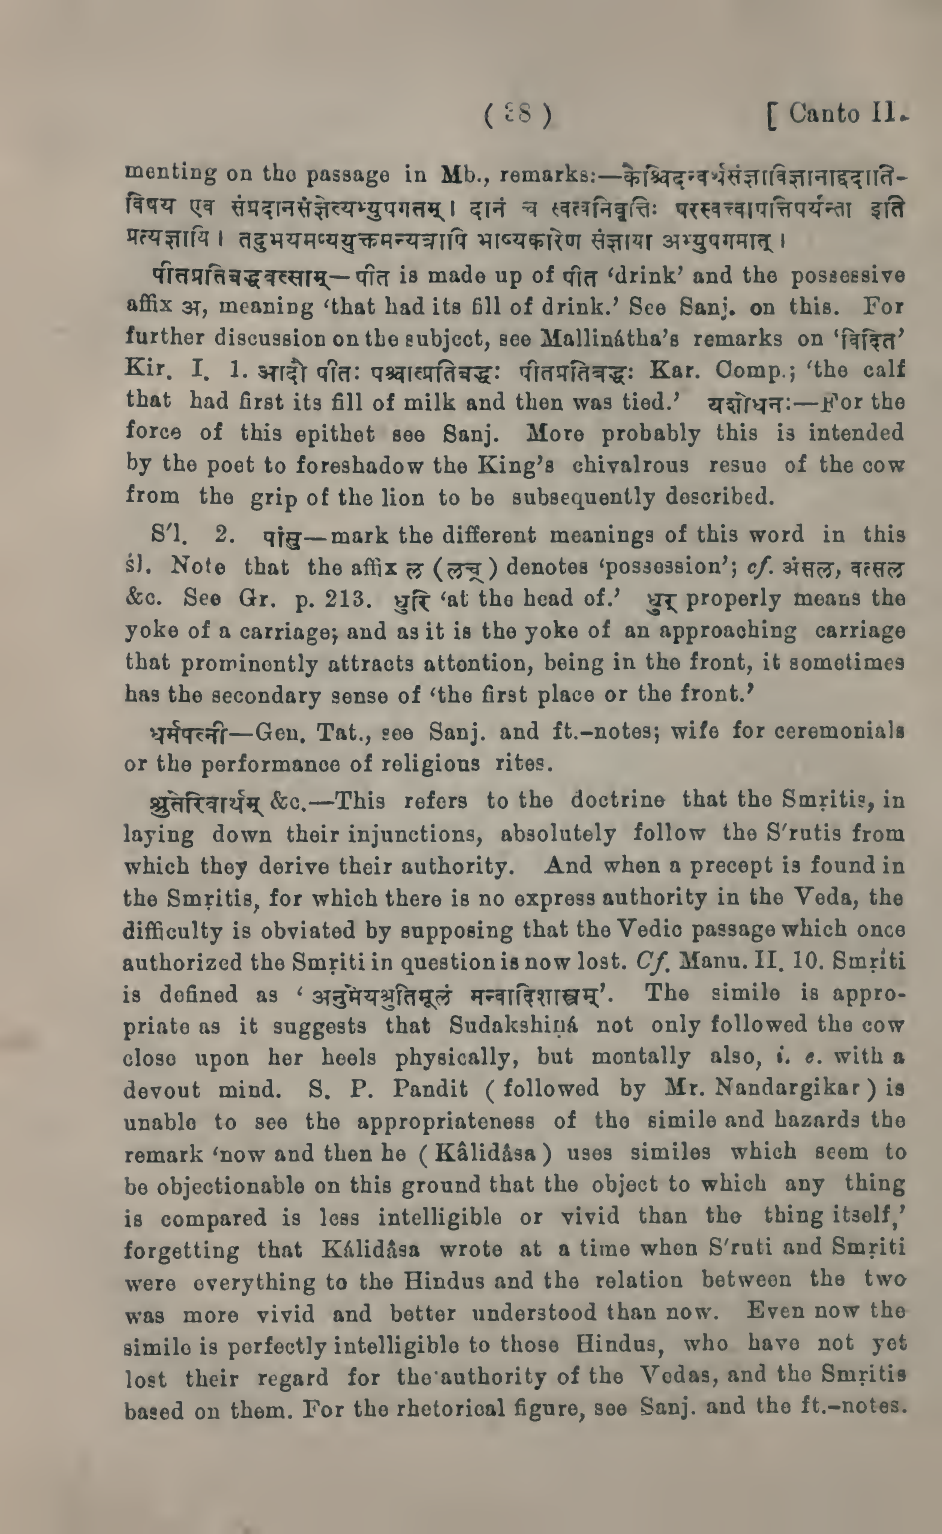 ( 38 ) [ Canto II.
menting on the passage in Mb., remarks:—कैश्चिदन्वर्थसंज्ञाविज्ञानाद्ददाति-
विषय एव संप्रदानसंज्ञेत्यभ्युपगतम् । दानं च स्वत्वनिवृत्तिः परस्वत्त्वापत्तिपर्यन्ता इति
प्रत्यज्ञायि । तदुभयमप्ययुक्तमन्यत्रापि भाष्यकारेण संज्ञाया अभ्युपगमात् ।
पीतप्रतिबद्धवत्साम्—पीत is made up of पीत ‘drink’ and the possessive
affix अ, meaning ‘that had its fill of drink.’ See Sanj. on this. For
further discussion on the subject, see Mallinátha’s remarks on ‘विदित’
Kir. I. 1. आदौ पीतः पश्चात्प्रतिबद्धः पीतप्रतिबद्धः Kar. Comp.; ‘the calf
that had first its fill of milk and then was tied.’ यशोधनः—For the
force of this epithet see Sanj. More probably this is intended
by the poet to foreshadow the King’s chivalrous resue of the cow
from the grip of the lion to be subsequently described.
S′l. 2. पांसु—mark the different meanings of this word in this
śl. Note that the affix ल (लच्) denotes ‘possession’; cf. अंसल, वत्सल
&c. See Gr. p. 213. धुरि ‘at the head of.’ धुर् properly means the
yoke of a carriage; and as it is the yoke of an approaching carriage
that prominently attracts attention, being in the front, it sometimes
has the secondary sense of ‘the first place or the front.’
धर्मपत्नी—Gen. Tat., see Sanj. and ft.-notes; wife for ceremonials
or the performance of religious rites.
श्रुतेरिवार्थम् &c.—This refers to the doctrine that the Smṛitis, in
laying down their injunctions, absolutely follow the S′rutis from
which they derive their authority. And when a precept is found in
the Smṛitis, for which there is no express authority in the Veda, the
difficulty is obviated by supposing that the Vedic passage which once
authorized the Smṛiti in question is now lost. Cf. Manu. II. 10. Smṛiti
is defined as ‘ अनुमेयश्रुतिमूलं मन्वादिशास्त्रम्’. The simile is appro-
priate as it suggests that Sudakshiṇá not only followed the cow
close upon her heels physically, but mentally also, i. e. with a
devout mind. S. P. Pandit ( followed by Mr. Nandargikar ) is
unable to see the appropriateness of the simile and hazards the
remark ‘now and then he ( Kâlidâsa ) uses similes which seem to
be objectionable on this ground that the object to which any thing
is compared is less intelligible or vivid than the thing itself,’
forgetting that Kálidâsa wrote at a time when S′ruti and Smṛiti
were everything to the Hindus and the relation between the two
was more vivid and better understood than now. Even now the
simile is perfectly intelligible to those Hindus, who have not yet
lost their regard for the authority of the Vedas, and the Smṛitis
based on them. For the rhetorical figure, see Sanj. and the ft.-notes.